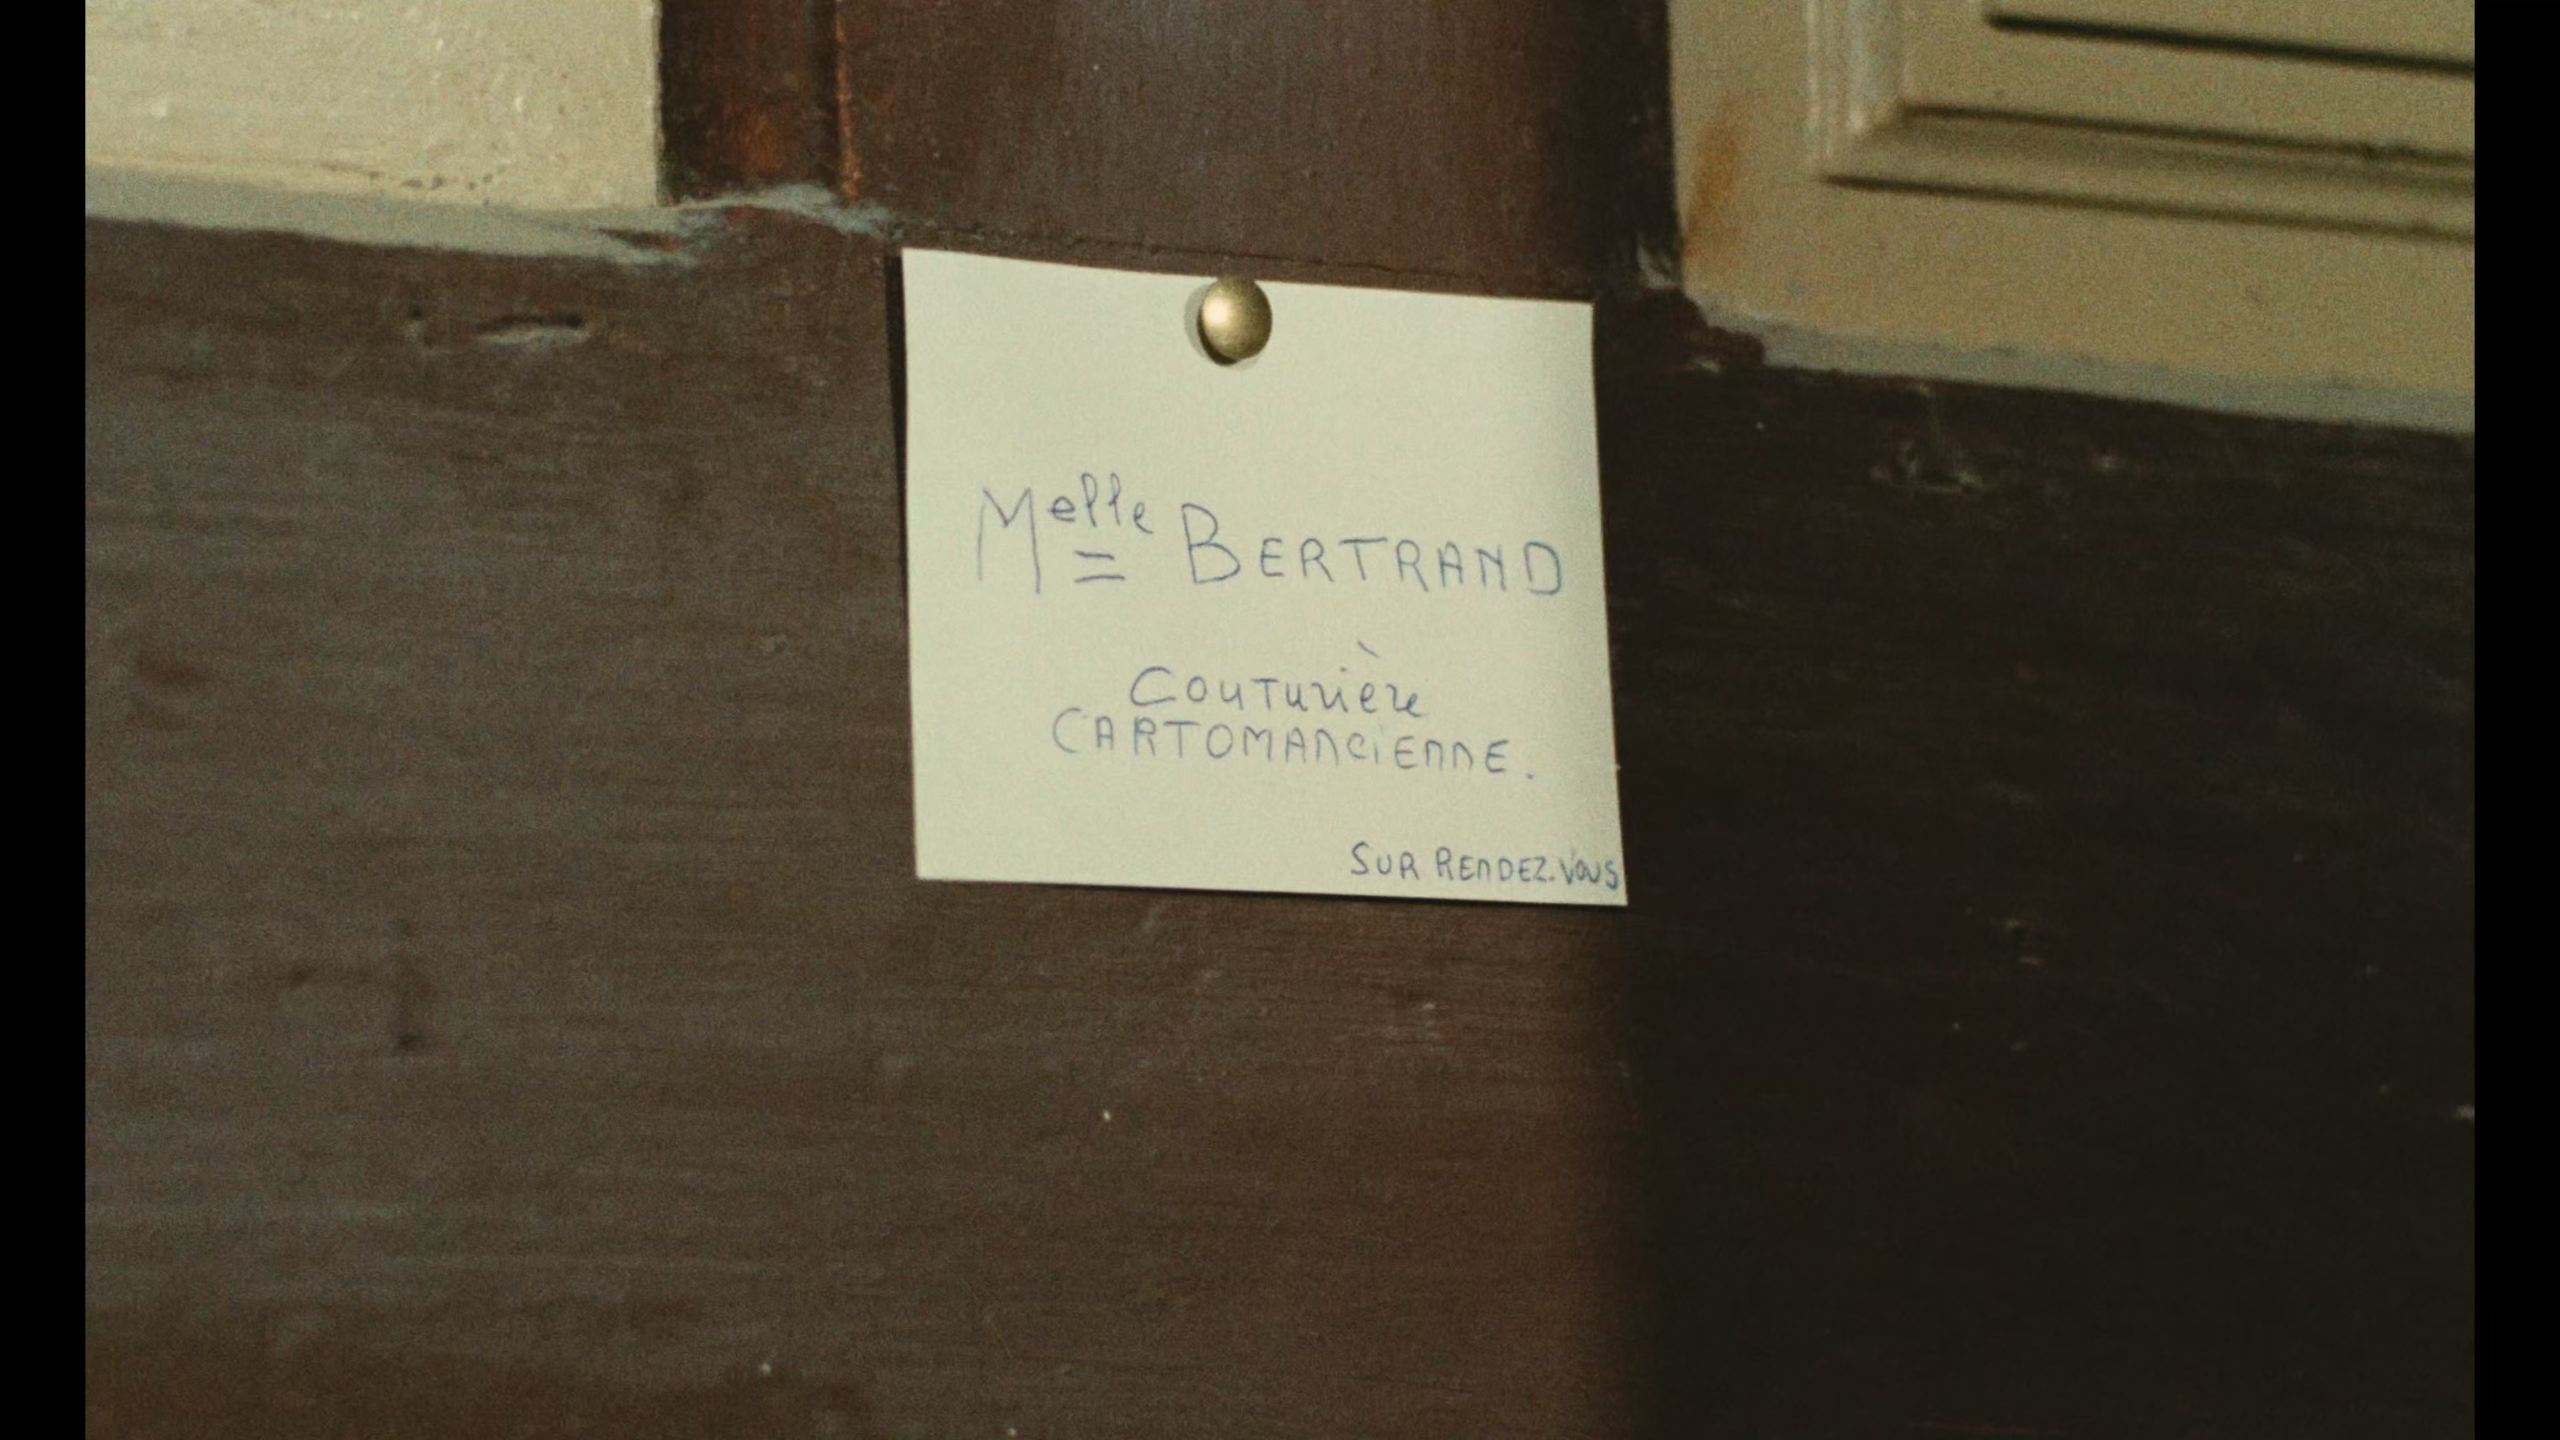 Melle BERTRAND
Couturière
CARTOMANCIENNE.
SUR RENDEZ.VOUS